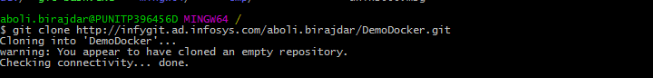 aboli.birajdar@PUNITP396456D MINGW64 /
$ git clone http://infygit.ad.infosys.com/aboli.birajdar/DemoDocker.git
Cloning into 'DemoDocker'...
warning: You appear to have cloned an empty repository.
Checking connectivity... done.